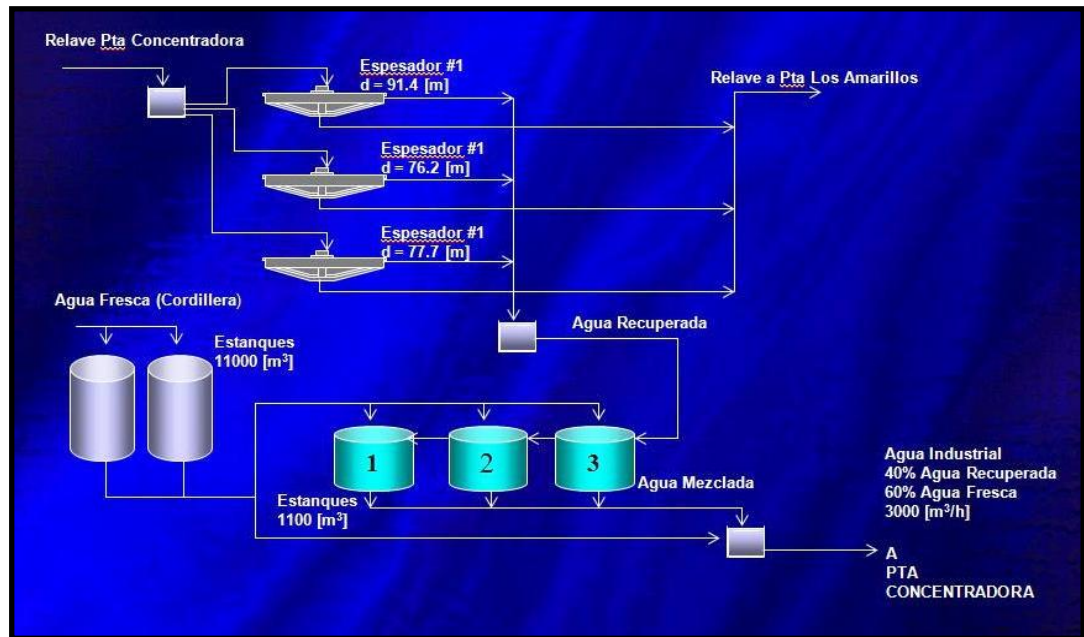 Relave Pta Concentradora
Espesador #1
d = 91.4 [m]
Relave a Pta Los Amarillos
Espesador #1
d = 76.2 [m]
Espesador #1
d = 77.7 [m]
Agua Fresca (Cordillera)
Estanques
11000 [m³]
Agua Recuperada
1
2
3
Agua Mezclada
Estanques
1100 [m³]
Agua Industrial
40% Agua Recuperada
60% Agua Fresca
3000 [m³/h]
A
PTA
CONCENTRADORA